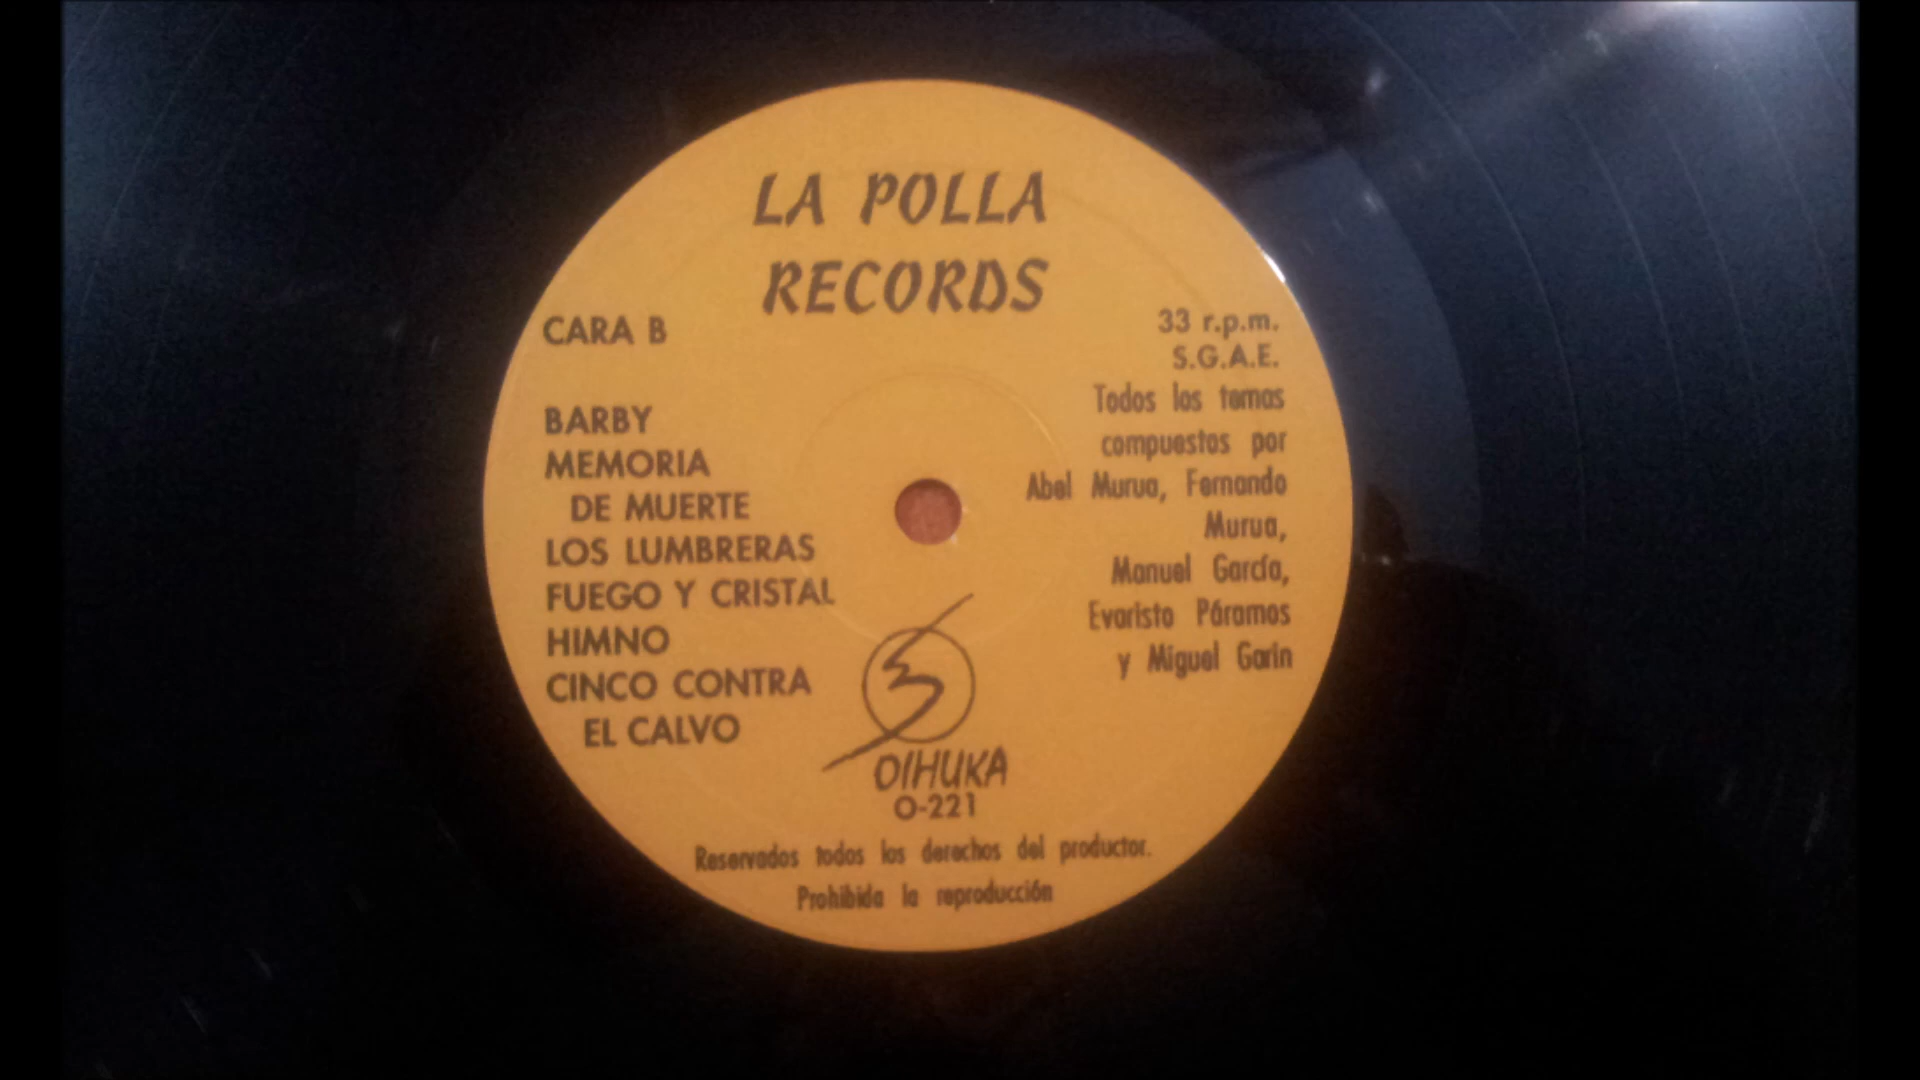 LA POLLA
RECORDS
CARA B
33 r.p.m.
S.G.A.E.
BARBY
MEMORIA
DE MUERTE
LOS LUMBRERAS
FUEGO Y CRISTAL
HIMNO
CINCO CONTRA
EL CALVO
Todos los temas
compuestos por
Abel Murua, Fernando
Murua,
Manuel García,
Evaristo Páramos
y Miguel Garin
OIHUKA
O-221
Reservados todos los derechos del productor.
Prohibida la reproducción